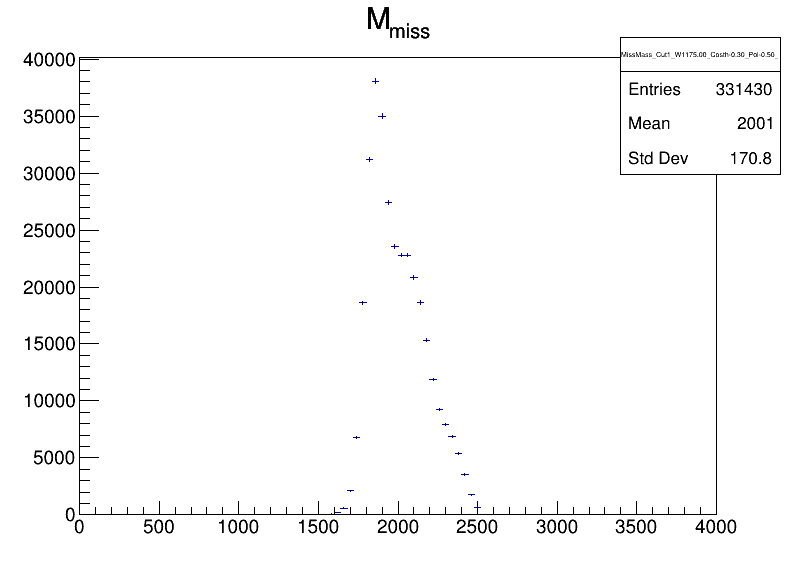 M_miss
MissMass_Cut1_W1175.00_Costh-0.30_Pol-0.50_
Entries 331430
Mean 2001
Std Dev 170.8
40000
35000
30000
25000
20000
15000
10000
5000
0
0 500 1000 1500 2000 2500 3000 3500 4000